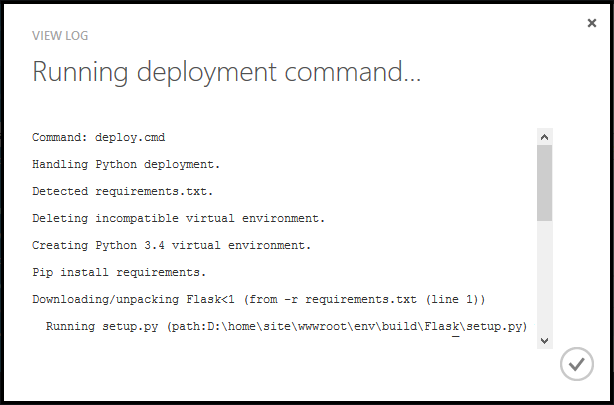 VIEW LOG
Running deployment command...
Command: deploy.cmd
Handling Python deployment.
Detected requirements.txt.
Deleting incompatible virtual environment.
Creating Python 3.4 virtual environment.
Pip install requirements.
Downloading/unpacking Flask<1 (from -r requirements.txt (line 1))
Running setup.py (path:D:\home\site\wwwroot\env\build\Flask\setup.py)